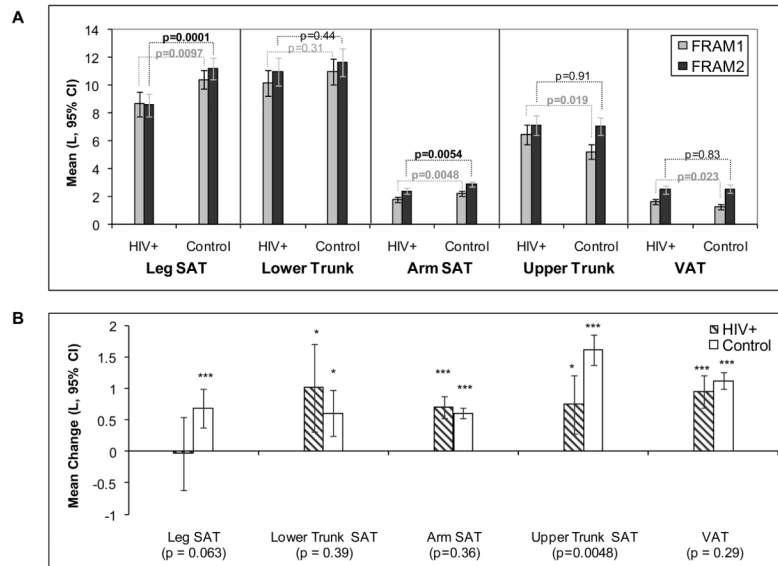 A
p=0.0001
p=0.0097
p=0.44
p=0.31
p=0.0054
p=0.0048
p=0.91
p=0.019
p=0.83
p=0.023
FRAM1
FRAM2
Mean (L, 95% CI)
14
12
10
8
6
4
2
0
HIV+ Control HIV+ Control HIV+ Control HIV+ Control HIV+ Control
Leg SAT Lower Trunk Arm SAT Upper Trunk VAT
B
HIV+
Control
Mean Change (L, 95% CI)
2
1.5
1
0.5
0
-0.5
-1
*** * * *** *** * *** *** ***
Leg SAT Lower Trunk SAT Arm SAT Upper Trunk SAT VAT
(p = 0.063) (p = 0.39) (p=0.36) (p=0.0048) (p = 0.29)